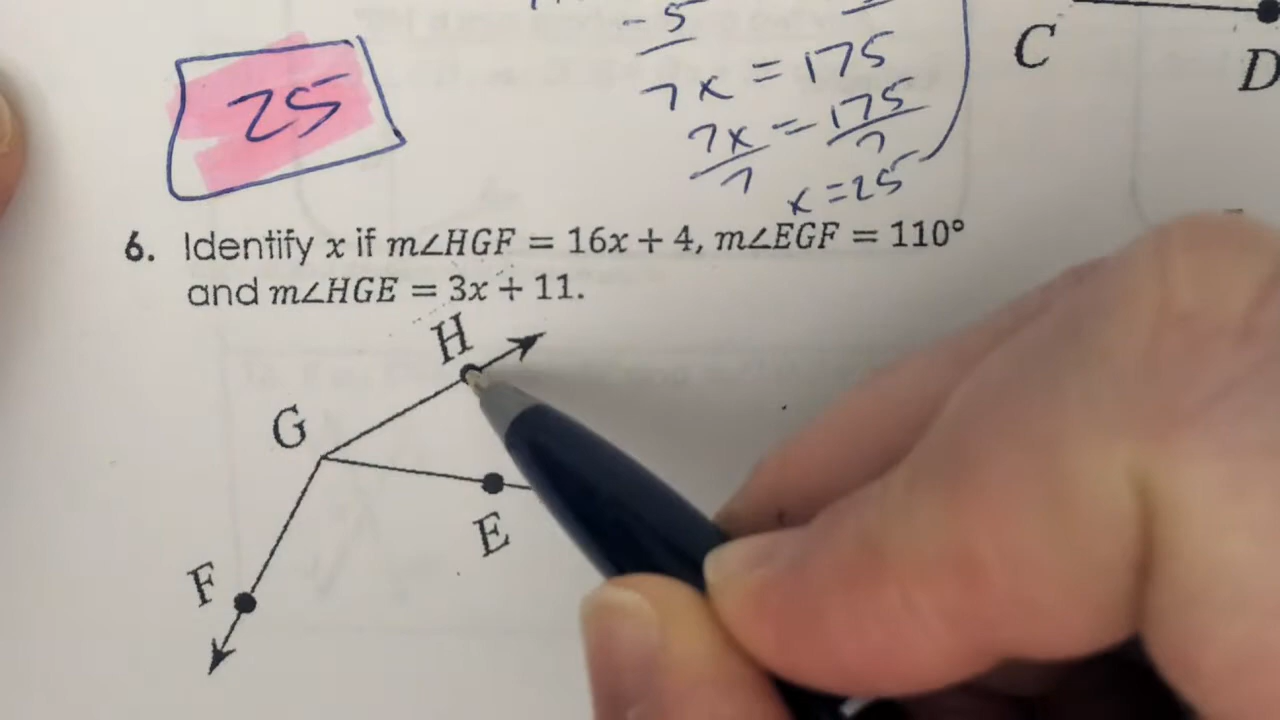 - 5
7x = 175
7x = 175
7 7
x = 25
25
C
D
6. Identify x if m∠HGF = 16x + 4, m∠EGF = 110°
and m∠HGE = 3x + 11.
H
G
E
F